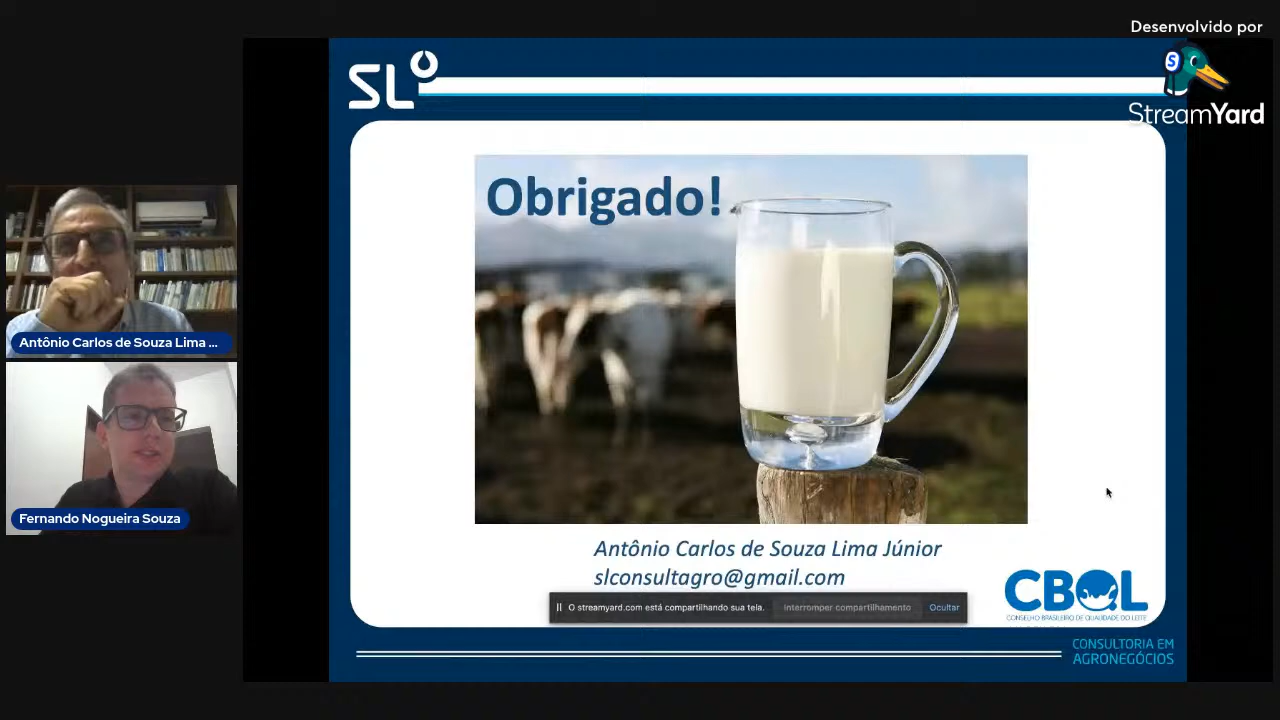 Desenvolvido por
StreamYard
SL
Obrigado!
Antônio Carlos de Souza Lima ...
Fernando Nogueira Souza
Antônio Carlos de Souza Lima Júnior
slconsultagro@gmail.com
O streamyard.com está compartilhando sua tela.
Interromper compartilhamento
Ocultar
CBQL
CONSELHO BRASILEIRO DE QUALIDADE DO LEITE
CONSULTORIA EM
AGRONEGÓCIOS